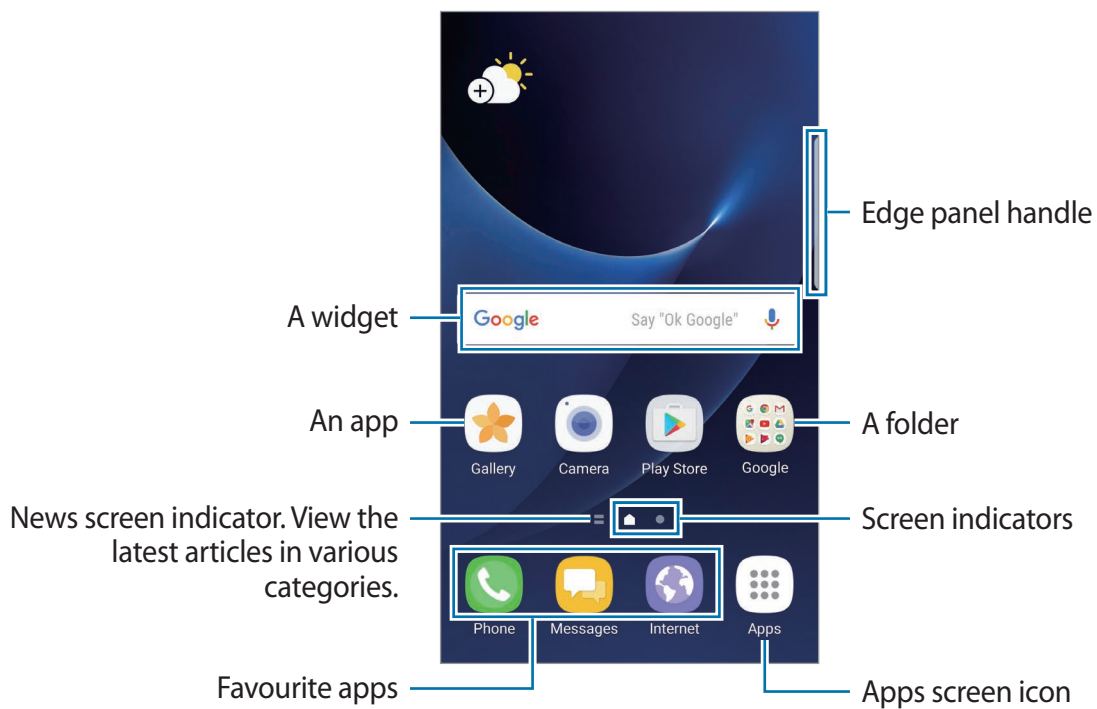 Edge panel handle
A widget
Google Say "Ok Google"
An app
A folder
Gallery Camera Play Store Google
News screen indicator. View the
latest articles in various
categories.
Screen indicators
Phone Messages Internet Apps
Favourite apps
Apps screen icon